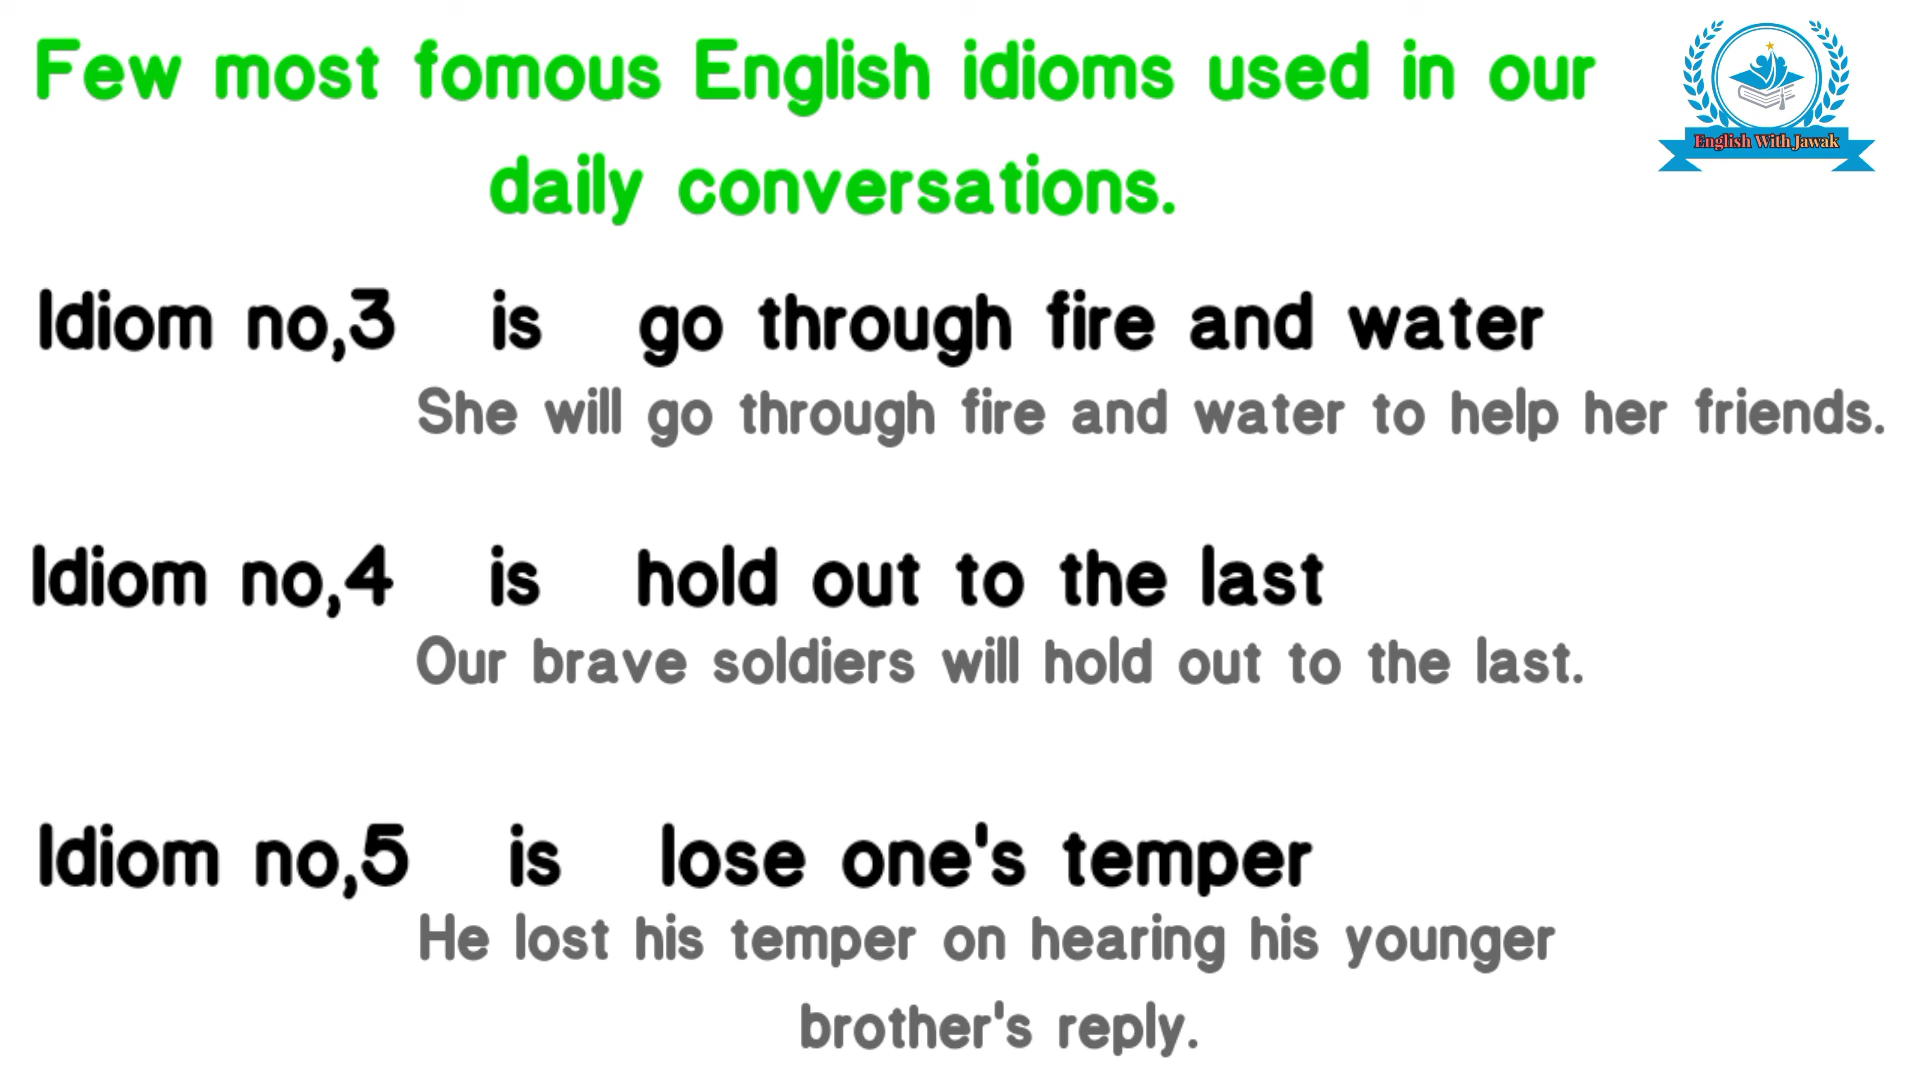 Few most fomous English idioms used in our
daily conversations.
English With Jawak
Idiom no,3 is go through fire and water
She will go through fire and water to help her friends.
Idiom no,4 is hold out to the last
Our brave soldiers will hold out to the last.
Idiom no,5 is lose one's temper
He lost his temper on hearing his younger
brother's reply.